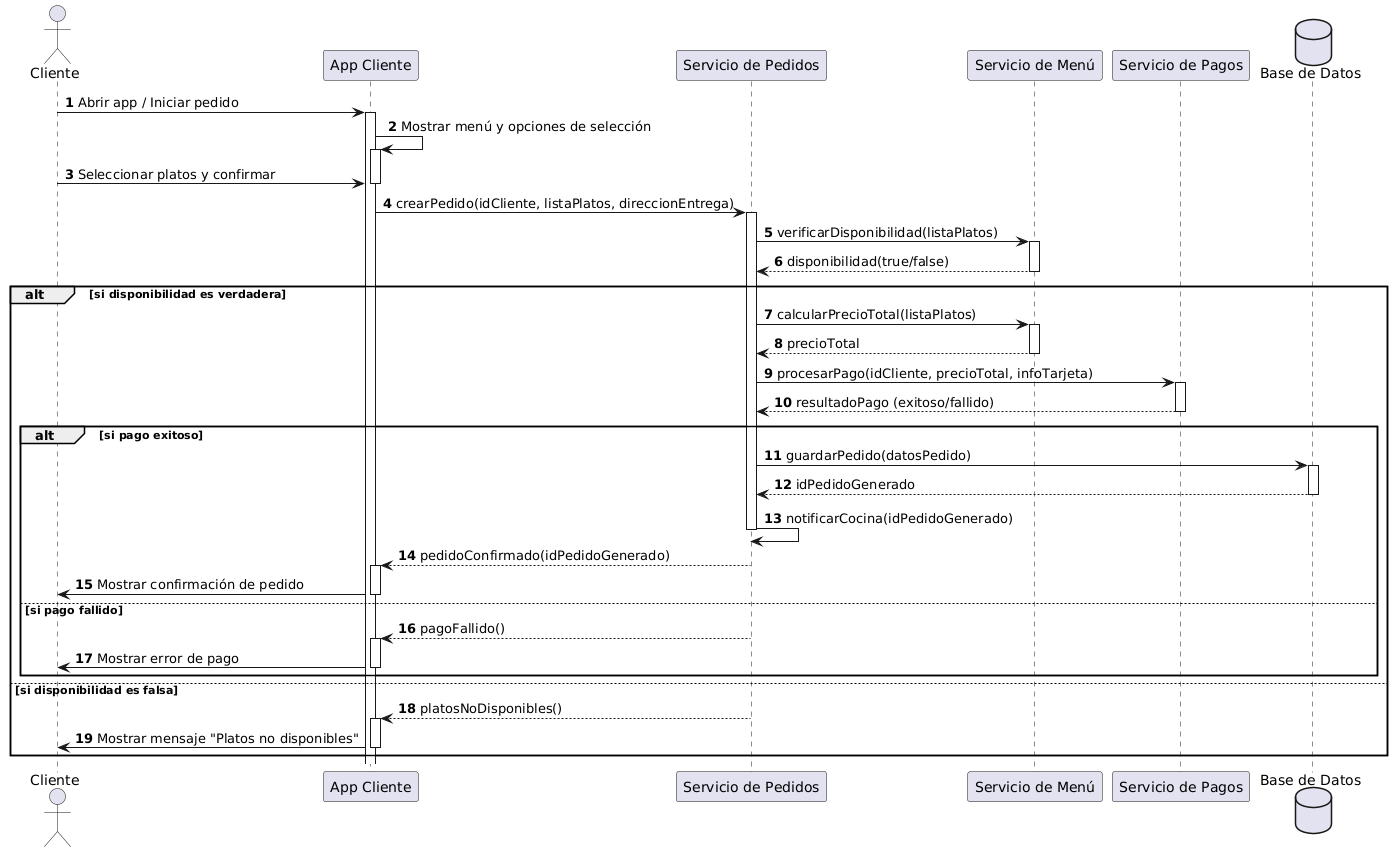 Cliente
App Cliente
Servicio de Pedidos
Servicio de Menú
Servicio de Pagos
Base de Datos
1 Abrir app / Iniciar pedido
2 Mostrar menú y opciones de selección
3 Seleccionar platos y confirmar
4 crearPedido(idCliente, listaPlatos, direccionEntrega)
5 verificarDisponibilidad(listaPlatos)
6 disponibilidad(true/false)
alt [si disponibilidad es verdadera]
7 calcularPrecioTotal(listaPlatos)
8 precioTotal
9 procesarPago(idCliente, precioTotal, infoTarjeta)
10 resultadoPago (exitoso/fallido)
alt [si pago exitoso]
11 guardarPedido(datosPedido)
12 idPedidoGenerado
13 notificarCocina(idPedidoGenerado)
14 pedidoConfirmado(idPedidoGenerado)
15 Mostrar confirmación de pedido
[si pago fallido]
16 pagoFallido()
17 Mostrar error de pago
[si disponibilidad es falsa]
18 platosNoDisponibles()
19 Mostrar mensaje "Platos no disponibles"
Cliente
App Cliente
Servicio de Pedidos
Servicio de Menú
Servicio de Pagos
Base de Datos